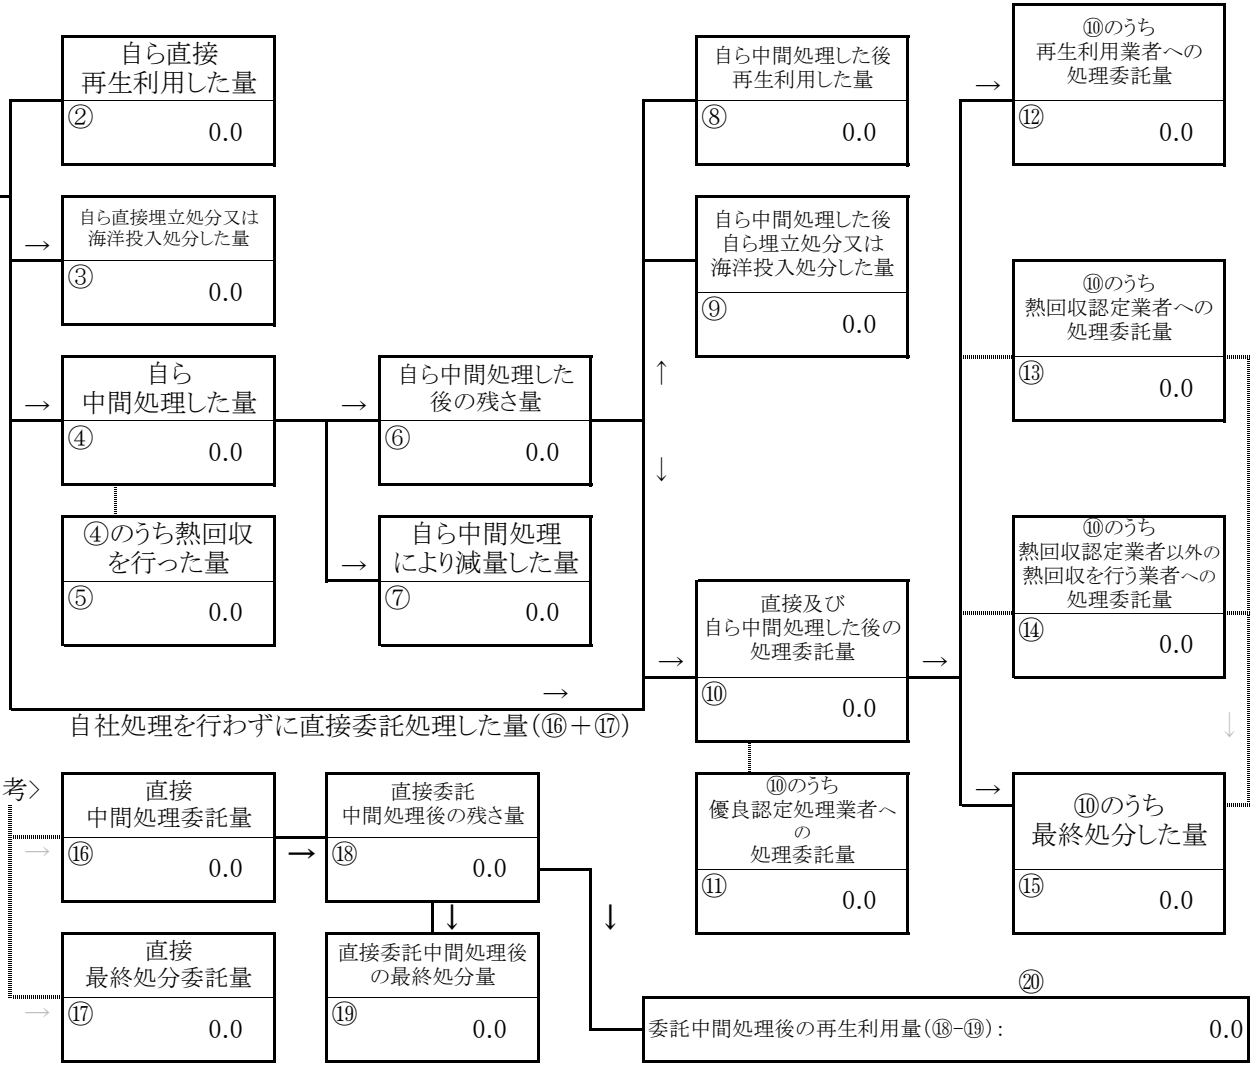 自ら直接
再生利用した量
②
0.0
→
自ら直接埋立処分又は
海洋投入処分した量
③
0.0
→
自ら
中間処理した量
④
0.0
④のうち熱回収
を行った量
⑤
0.0
→
自ら中間処理した
後の残さ量
⑥
0.0
→
自ら中間処理
により減量した量
⑦
0.0
自ら中間処理した後
再生利用した量
⑧
0.0
自ら中間処理した後
自ら埋立処分又は
海洋投入処分した量
⑨
0.0
↑
↓
→
自社処理を行わずに直接委託処理した量(⑯+⑰)
→
直接及び
自ら中間処理した後の
処理委託量
⑩
0.0
⑩のうち
優良認定処理業者へ
の
処理委託量
⑪
0.0
→
→
⑩のうち
再生利用業者への
処理委託量
⑫
0.0
⑩のうち
熱回収認定業者への
処理委託量
⑬
0.0
⑩のうち
熱回収認定業者以外の
熱回収を行う業者への
処理委託量
⑭
0.0
↓
→
⑩のうち
最終処分した量
⑮
0.0
考>
→
直接
中間処理委託量
⑯
0.0
→
直接
最終処分委託量
⑰
0.0
→
直接委託
中間処理後の残さ量
⑱
0.0
↓
直接委託中間処理後
の最終処分量
⑲
0.0
↓
⑳
委託中間処理後の再生利用量(⑱-⑲): 0.0